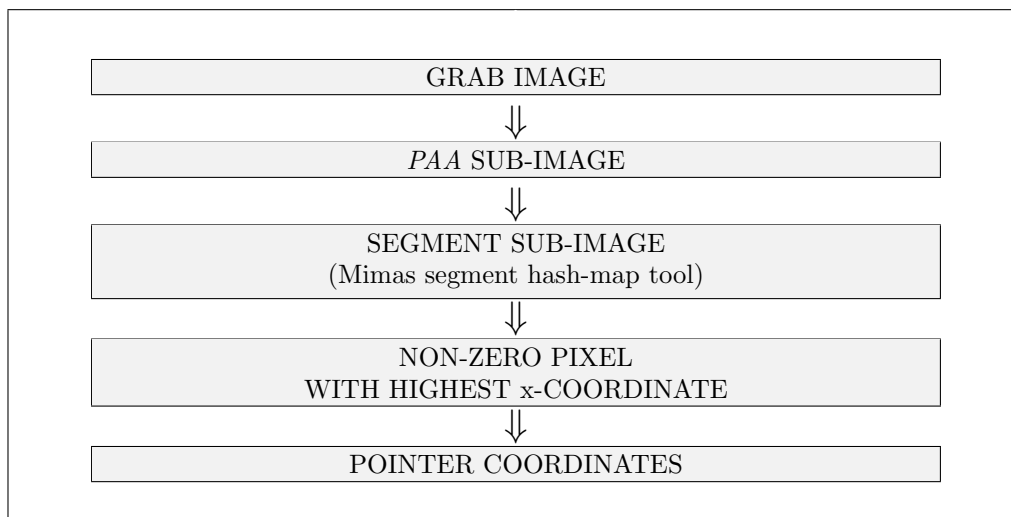 GRAB IMAGE
⇓
PAA SUB-IMAGE
⇓
SEGMENT SUB-IMAGE
(Mimas segment hash-map tool)
⇓
NON-ZERO PIXEL
WITH HIGHEST x-COORDINATE
⇓
POINTER COORDINATES